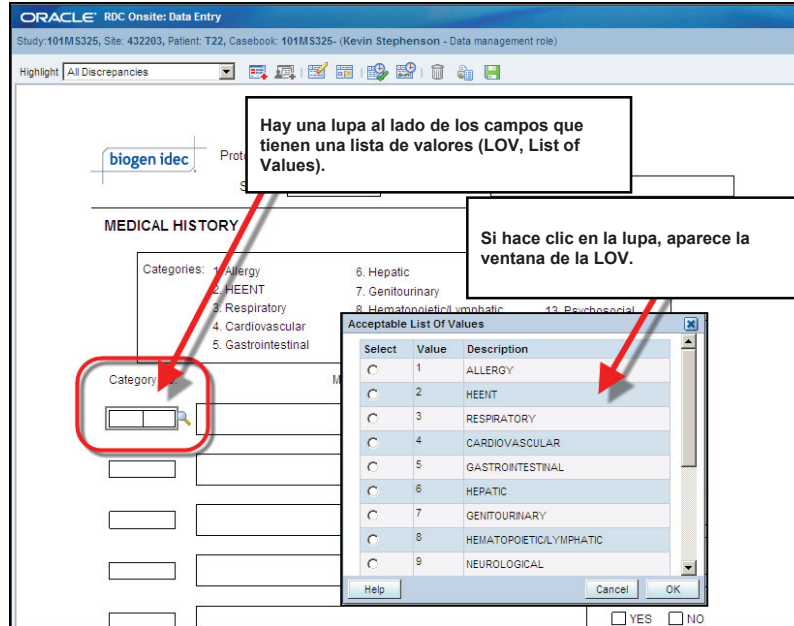 ORACLE RDC Onsite: Data Entry
Study:101MS325, Site: 432203, Patient: T22, Casebook: 101MS325- (Kevin Stephenson - Data management role)
Highlight All Discrepancies
Hay una lupa al lado de los campos que
tienen una lista de valores (LOV, List of
Values).
biogen idec
MEDICAL HISTORY
Si hace clic en la lupa, aparece la
ventana de la LOV.
Categories: 1. Allergy 6. Hepatic
2. HEENT 7. Genitourinary
3. Respiratory 8. Hematopoietic/Lymphatic 13. Psychosocial
4. Cardiovascular
5. Gastrointestinal
Acceptable List Of Values
Select Value Description
1 ALLERGY
2 HEENT
3 RESPIRATORY
4 CARDIOVASCULAR
5 GASTROINTESTINAL
6 HEPATIC
7 GENITOURINARY
8 HEMATOPOIETIC/LYMPHATIC
9 NEUROLOGICAL
Help Cancel OK
Category
YES NO